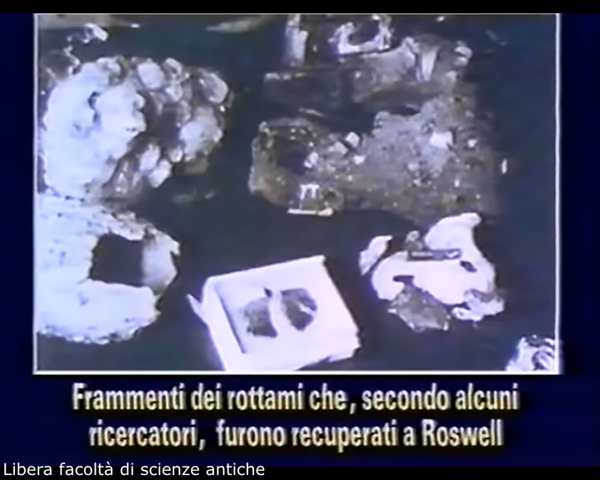 Frammenti dei rottami che, secondo alcuni
ricercatori, furono recuperati a Roswell
Libera facoltà di scienze antiche